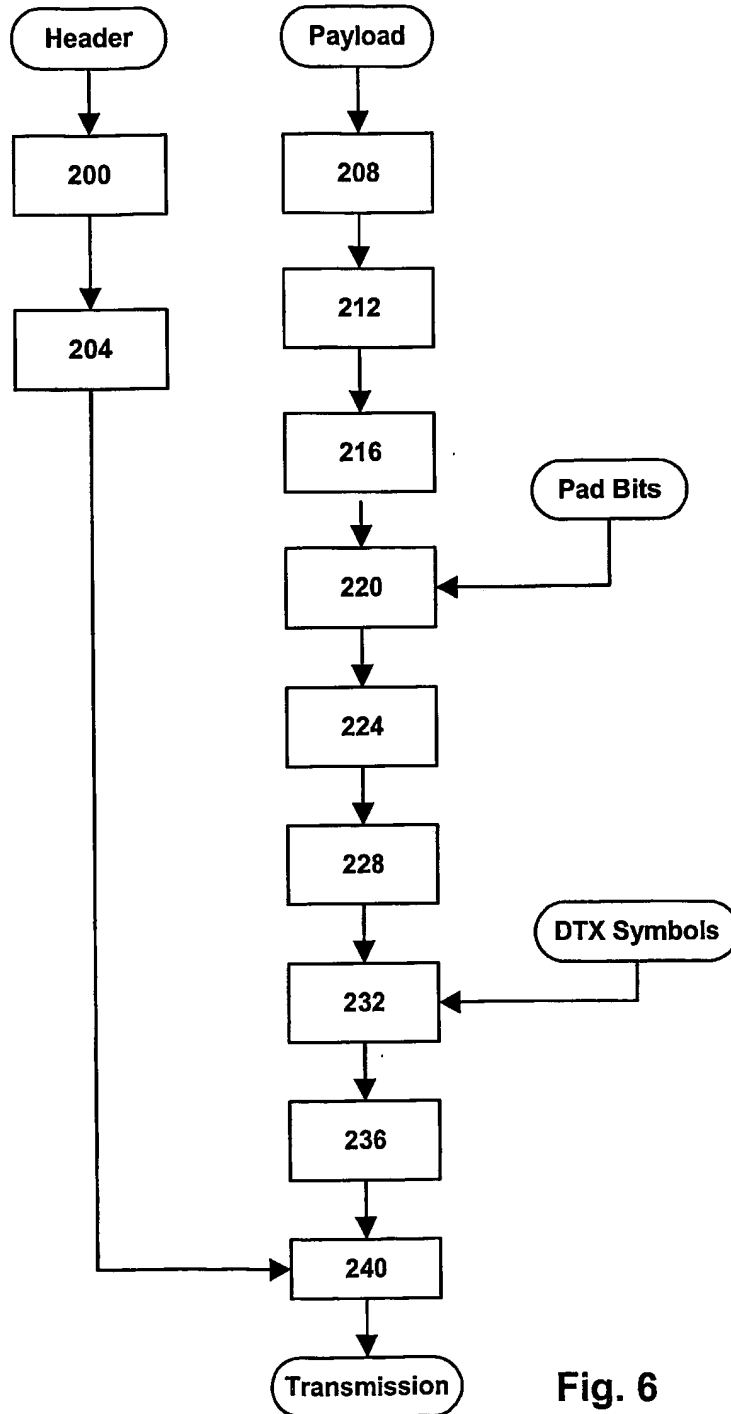 Header
Payload
200
208
204
212
216
Pad Bits
220
224
228
DTX Symbols
232
236
240
Transmission
Fig. 6